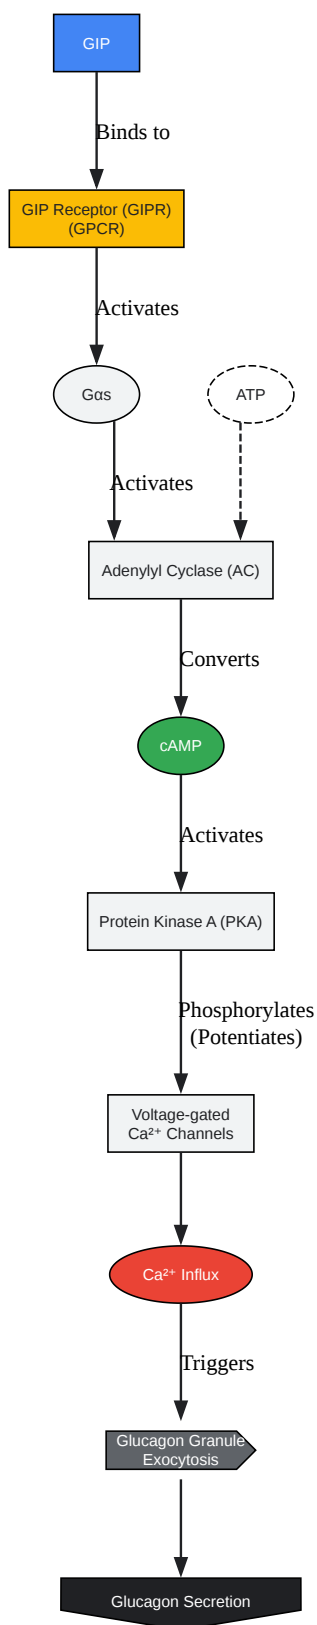 GIP
Binds to
GIP Receptor (GIPR)
(GPCR)
Activates
Gαs
ATP
Activates
Adenylyl Cyclase (AC)
Converts
cAMP
Activates
Protein Kinase A (PKA)
Phosphorylates
(Potentiates)
Voltage-gated
Ca²⁺ Channels
Ca²⁺ Influx
Triggers
Glucagon Granule
Exocytosis
Glucagon Secretion